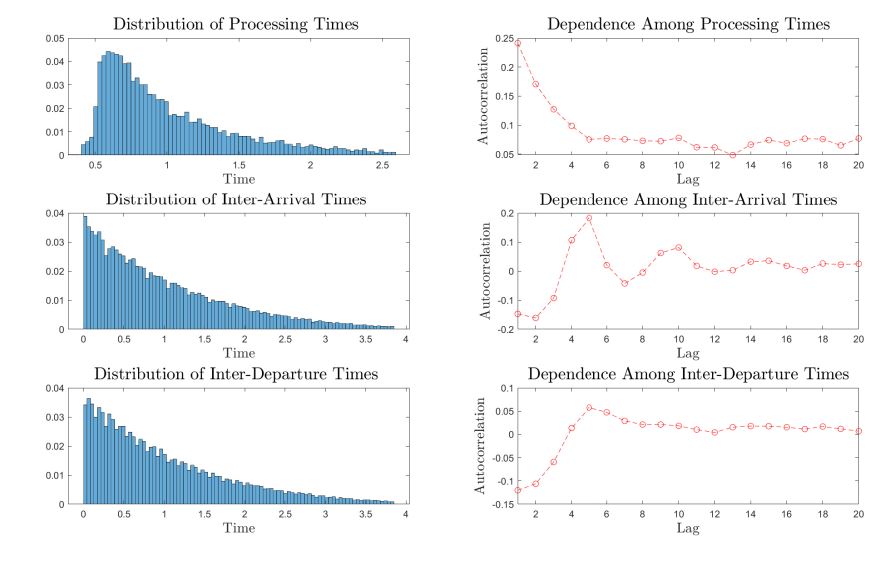 Distribution of Processing Times
0.05
0.04
0.03
0.02
0.01
0
0.5 1 1.5 2 2.5
Time
Dependence Among Processing Times
Autocorrelation
0.25
0.2
0.15
0.1
0.05
2 4 6 8 10 12 14 16 18 20
Lag
Distribution of Inter-Arrival Times
0.04
0.03
0.02
0.01
0
0 0.5 1 1.5 2 2.5 3 3.5 4
Time
Dependence Among Inter-Arrival Times
Autocorrelation
0.2
0.1
0
-0.1
-0.2
2 4 6 8 10 12 14 16 18 20
Lag
Distribution of Inter-Departure Times
0.04
0.03
0.02
0.01
0
0 0.5 1 1.5 2 2.5 3 3.5 4
Time
Dependence Among Inter-Departure Times
Autocorrelation
0.1
0.05
0
-0.05
-0.1
-0.15
2 4 6 8 10 12 14 16 18 20
Lag